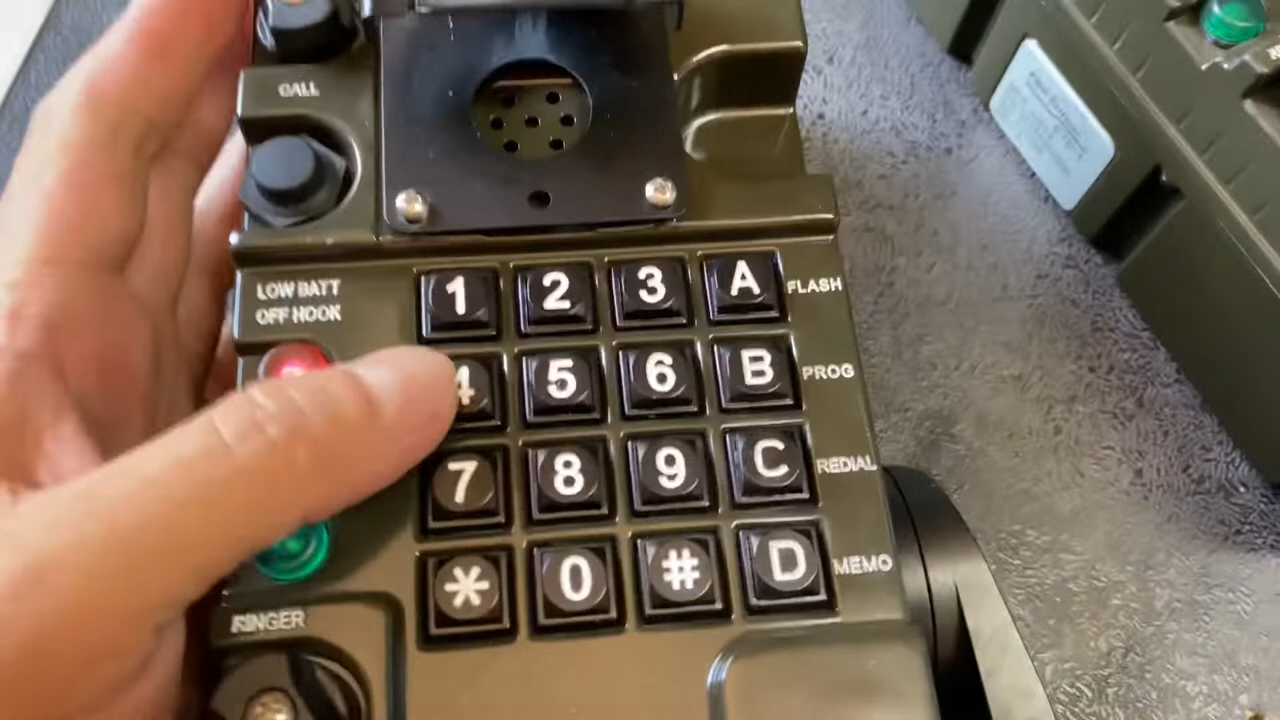 CALL
LOW BATT
OFF HOOK
1 2 3 A FLASH
4 5 6 B PROG
7 8 9 C REDIAL
* 0 # D MEMO
RINGER